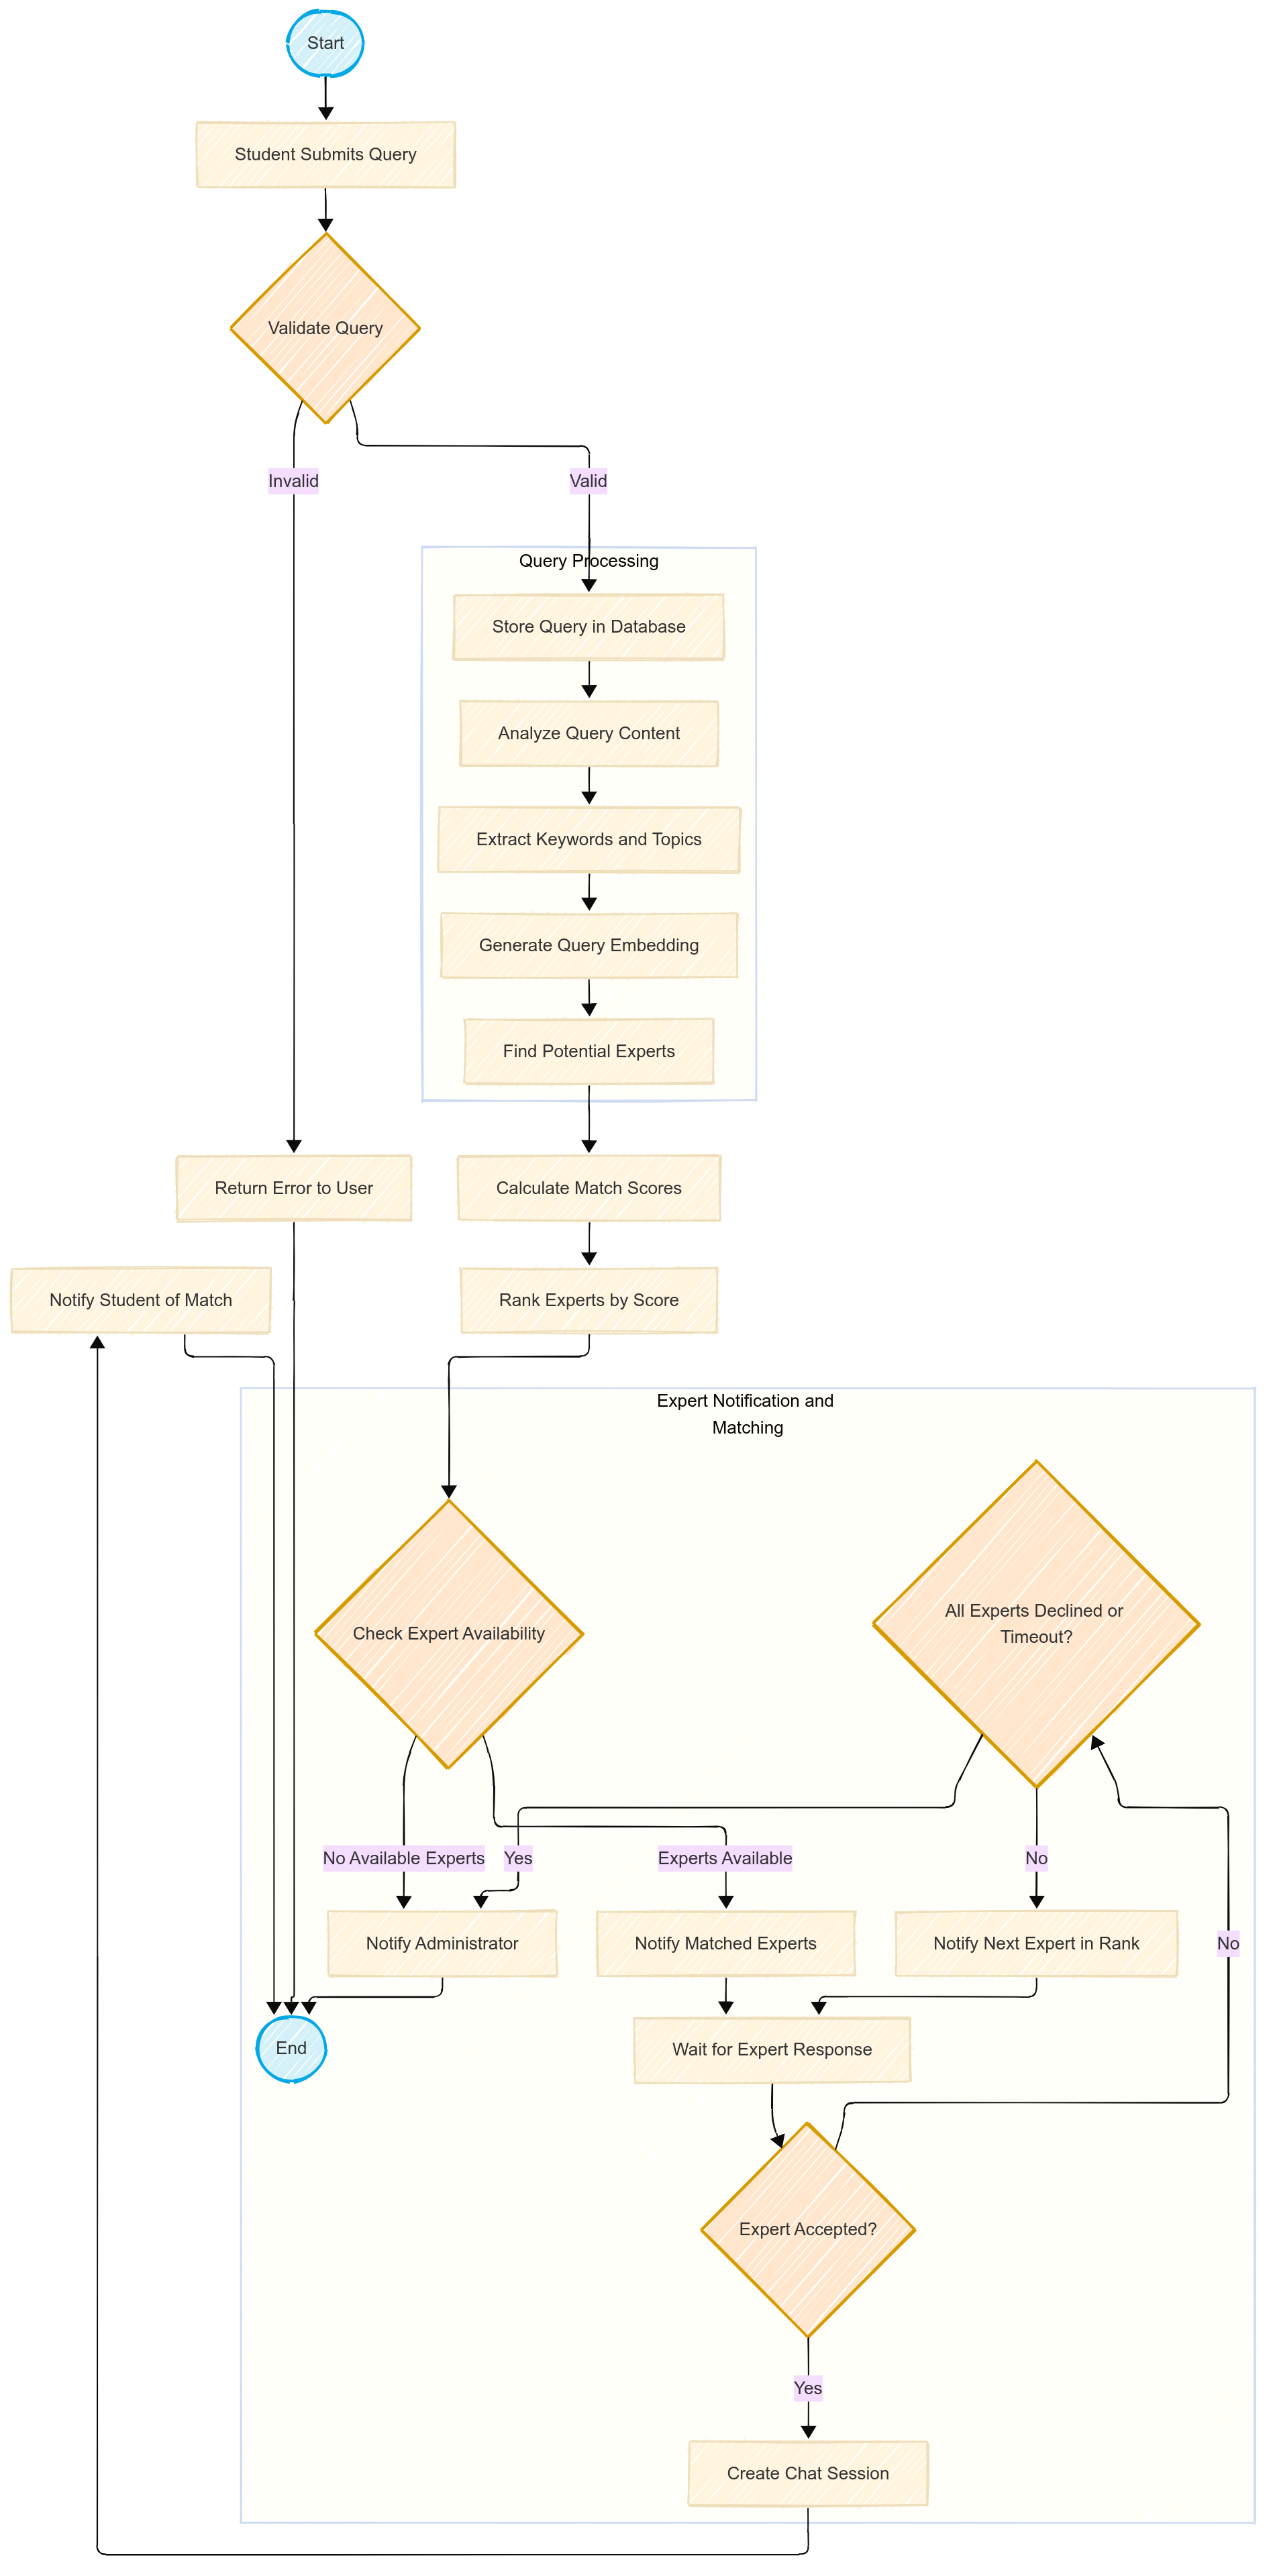 Start
Student Submits Query
Validate Query
Invalid
Valid
Query Processing
Store Query in Database
Analyze Query Content
Extract Keywords and Topics
Generate Query Embedding
Find Potential Experts
Return Error to User
Calculate Match Scores
Notify Student of Match
Rank Experts by Score
Expert Notification and
Matching
Check Expert Availability
All Experts Declined or
Timeout?
No Available Experts
Yes
Experts Available
No
Notify Administrator
Notify Matched Experts
Notify Next Expert in Rank
No
End
Wait for Expert Response
Expert Accepted?
Yes
Create Chat Session